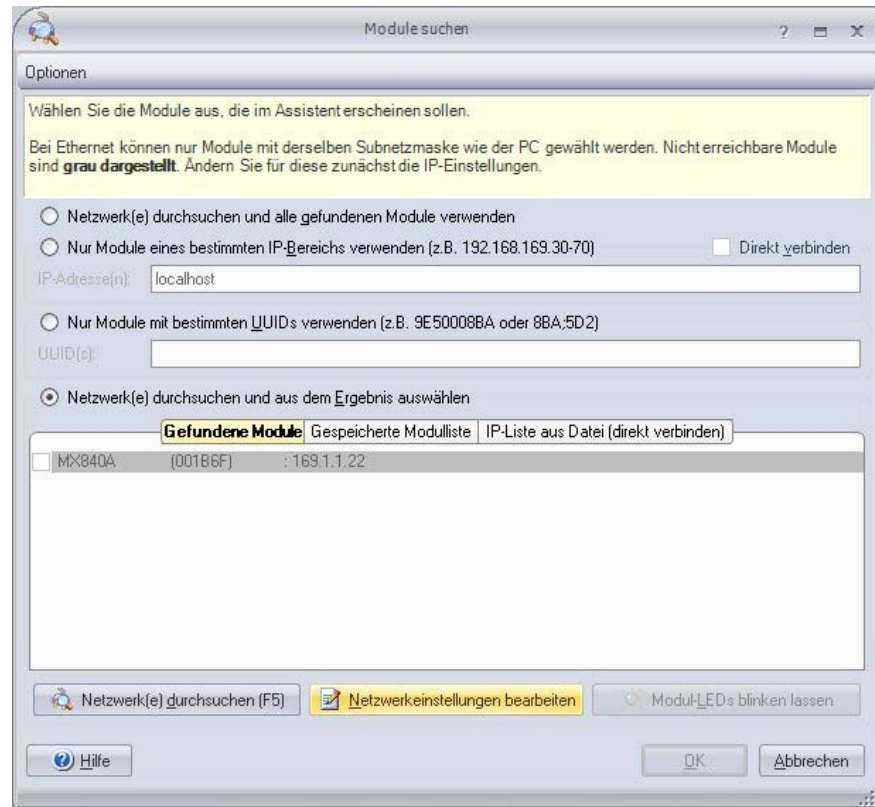 Module suchen
Optionen
Wählen Sie die Module aus, die im Assistent erscheinen sollen.
Bei Ethernet können nur Module mit derselben Subnetzmaske wie der PC gewählt werden. Nicht erreichbare Module
sind grau dargestellt. Ändern Sie für diese zunächst die IP-Einstellungen.
Netzwerk(e) durchsuchen und alle gefundenen Module verwenden
Nur Module eines bestimmten IP-Bereichs verwenden (z.B. 192.168.169.30-70) Direkt verbinden
IP-Adresse(n): localhost
Nur Module mit bestimmten UUIDs verwenden (z.B. 9E50008BA oder 8BA;5D2)
UUID(s):
Netzwerk(e) durchsuchen und aus dem Ergebnis auswählen
Gefundene Module Gespeicherte Modulliste IP-Liste aus Datei (direkt verbinden)
MX840A (001B6F) : 169.1.1.22
Netzwerk(e) durchsuchen (F5) Netzwerkeinstellungen bearbeiten Modul-LEDs blinken lassen
Hilfe OK Abbrechen